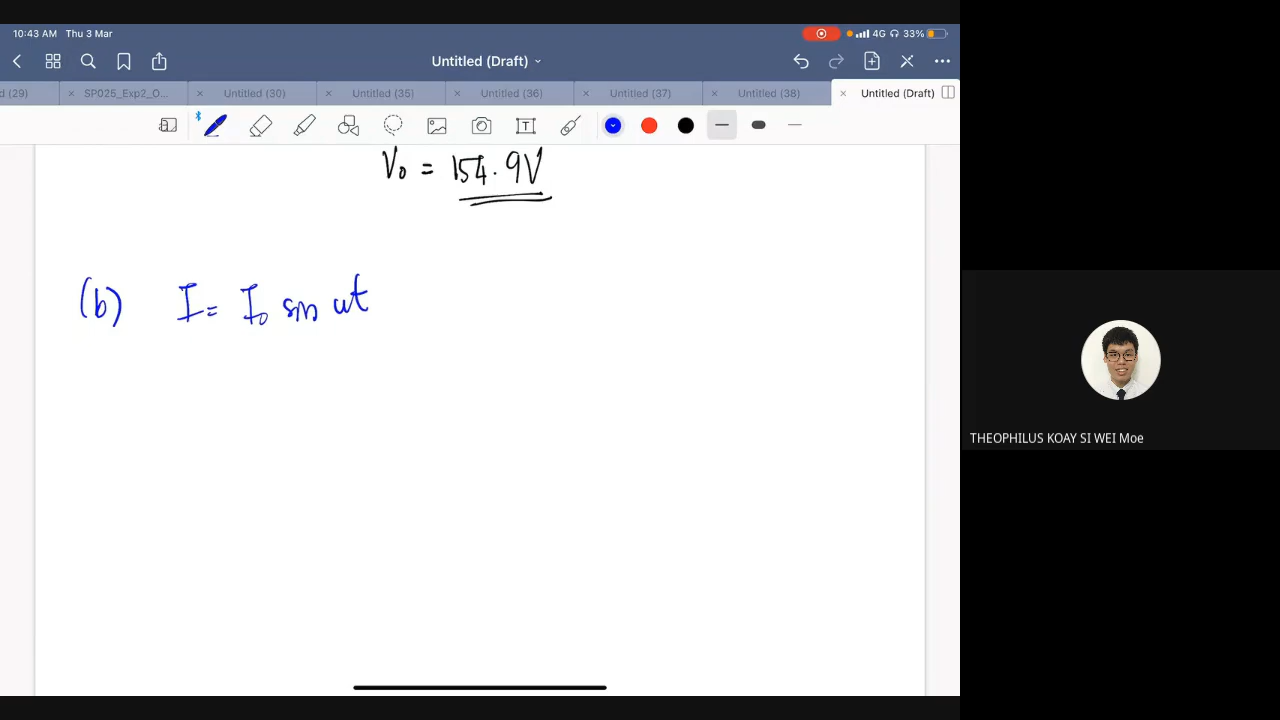 10:43 AM Thu 3 Mar
4G 33%
Untitled (Draft)
d (29) SP025_Exp2_O... Untitled (30) Untitled (35) Untitled (36) Untitled (37) Untitled (38) Untitled (Draft)
T
V₀ = 154.9V
(b) I = I₀ sin ωt
THEOPHILUS KOAY SI WEI Moe